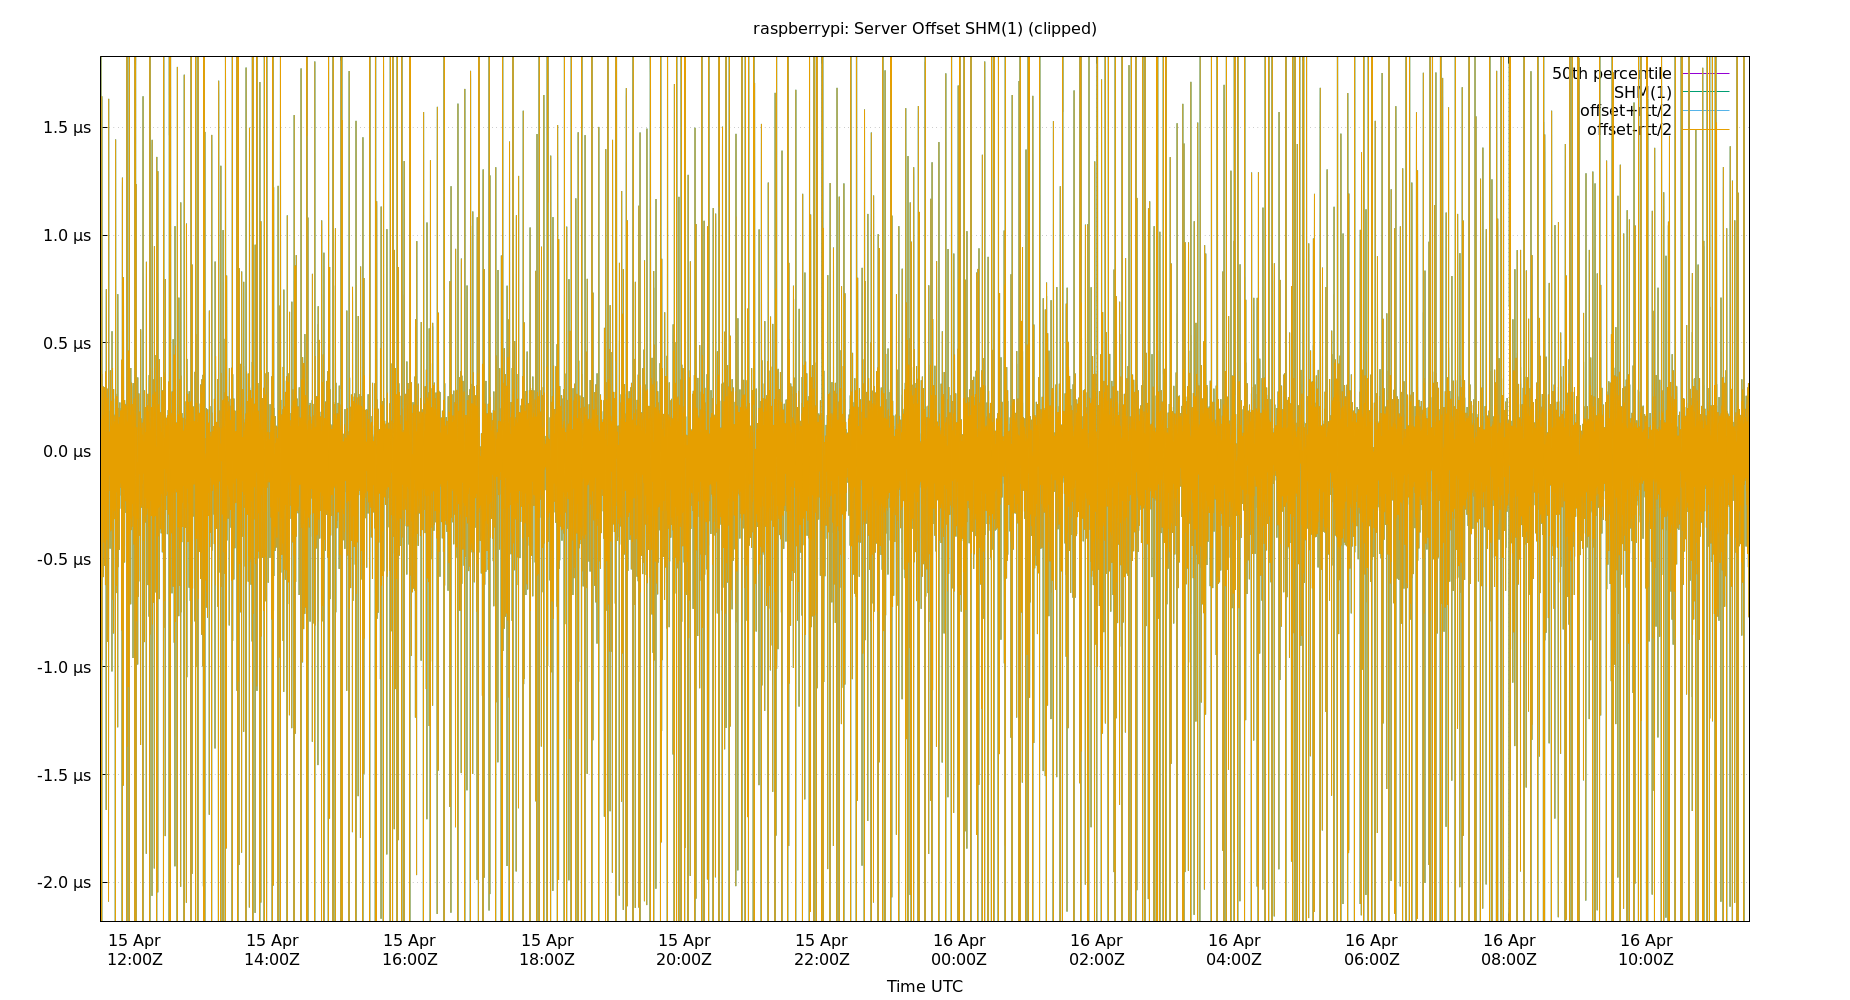 raspberrypi: Server Offset SHM(1) (clipped)
50th percentile
SHM(1)
offset+rtt/2
offset-rtt/2
1.5 µs
1.0 µs
0.5 µs
0.0 µs
-0.5 µs
-1.0 µs
-1.5 µs
-2.0 µs
15 Apr 15 Apr 15 Apr 15 Apr 15 Apr 15 Apr 16 Apr 16 Apr 16 Apr 16 Apr 16 Apr 16 Apr
12:00Z 14:00Z 16:00Z 18:00Z 20:00Z 22:00Z 00:00Z 02:00Z 04:00Z 06:00Z 08:00Z 10:00Z
Time UTC